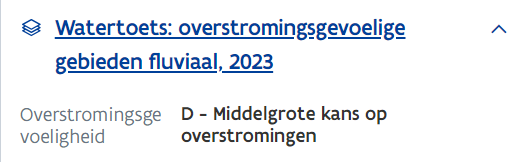 Watertoets: overstromingsgevoelige
gebieden fluviaal, 2023
Overstromingsge
voeligheid
D - Middelgrote kans op
overstromingen